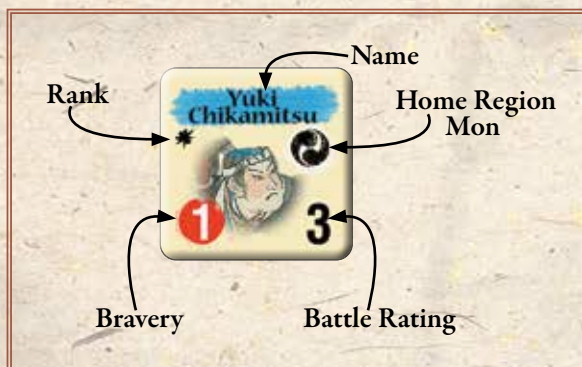 Name
Rank
Home Region
Mon
Yuki
Chikamitsu
1
3
Bravery
Battle Rating